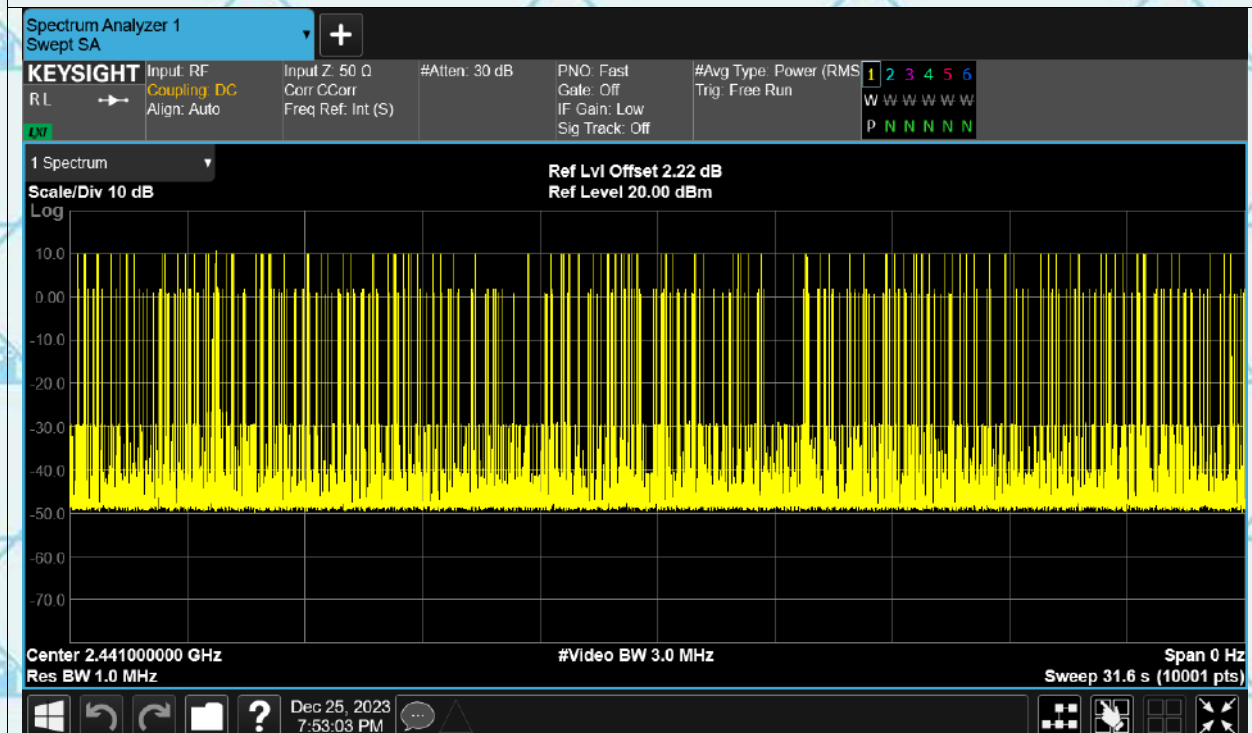 Spectrum Analyzer 1
Swept SA
+
KEYSIGHT
RL
LXI
Input: RF
Coupling: DC
Align: Auto
Input Z: 50 Ω
Corr CCorr
Freq Ref: Int (S)
#Atten: 30 dB
PNO: Fast
Gate: Off
IF Gain: Low
Sig Track: Off
#Avg Type: Power (RMS
Trig: Free Run
1 2 3 4 5 6
W W W W W W
P N N N N N
1 Spectrum
Scale/Div 10 dB
Ref Lvl Offset 2.22 dB
Ref Level 20.00 dBm
Log
10.0
0.00
-10.0
-20.0
-30.0
-40.0
-50.0
-60.0
-70.0
Center 2.441000000 GHz
#Video BW 3.0 MHz
Span 0 Hz
Res BW 1.0 MHz
Sweep 31.6 s (10001 pts)
?
Dec 25, 2023
7:53:03 PM